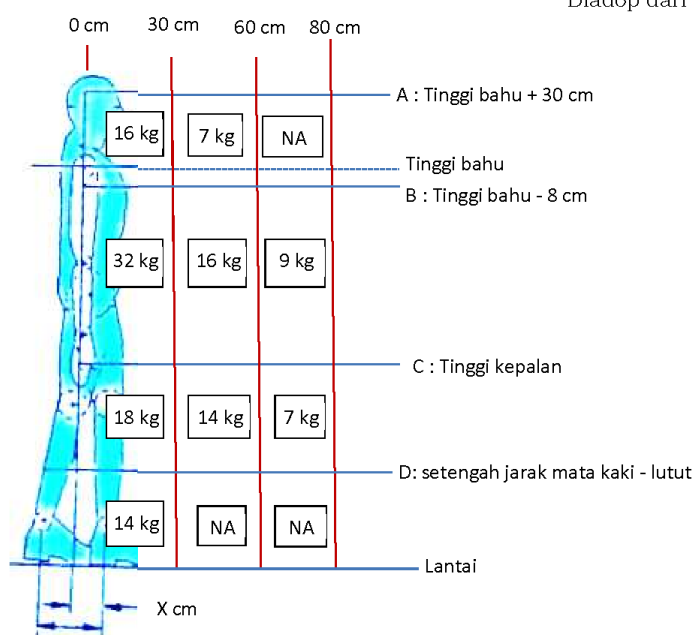 Diadop dari
0 cm 30 cm 60 cm 80 cm
A : Tinggi bahu + 30 cm
16 kg 7 kg NA
Tinggi bahu
B : Tinggi bahu - 8 cm
32 kg 16 kg 9 kg
C : Tinggi kepalan
18 kg 14 kg 7 kg
D: setengah jarak mata kaki - lutut
14 kg NA NA
Lantai
X cm